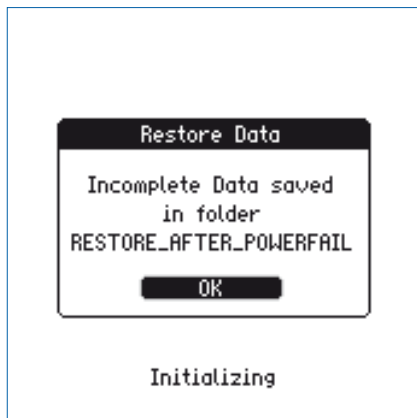 Restore Data
Incomplete Data saved
in folder
RESTORE_AFTER_POWERFAIL
OK
Initializing